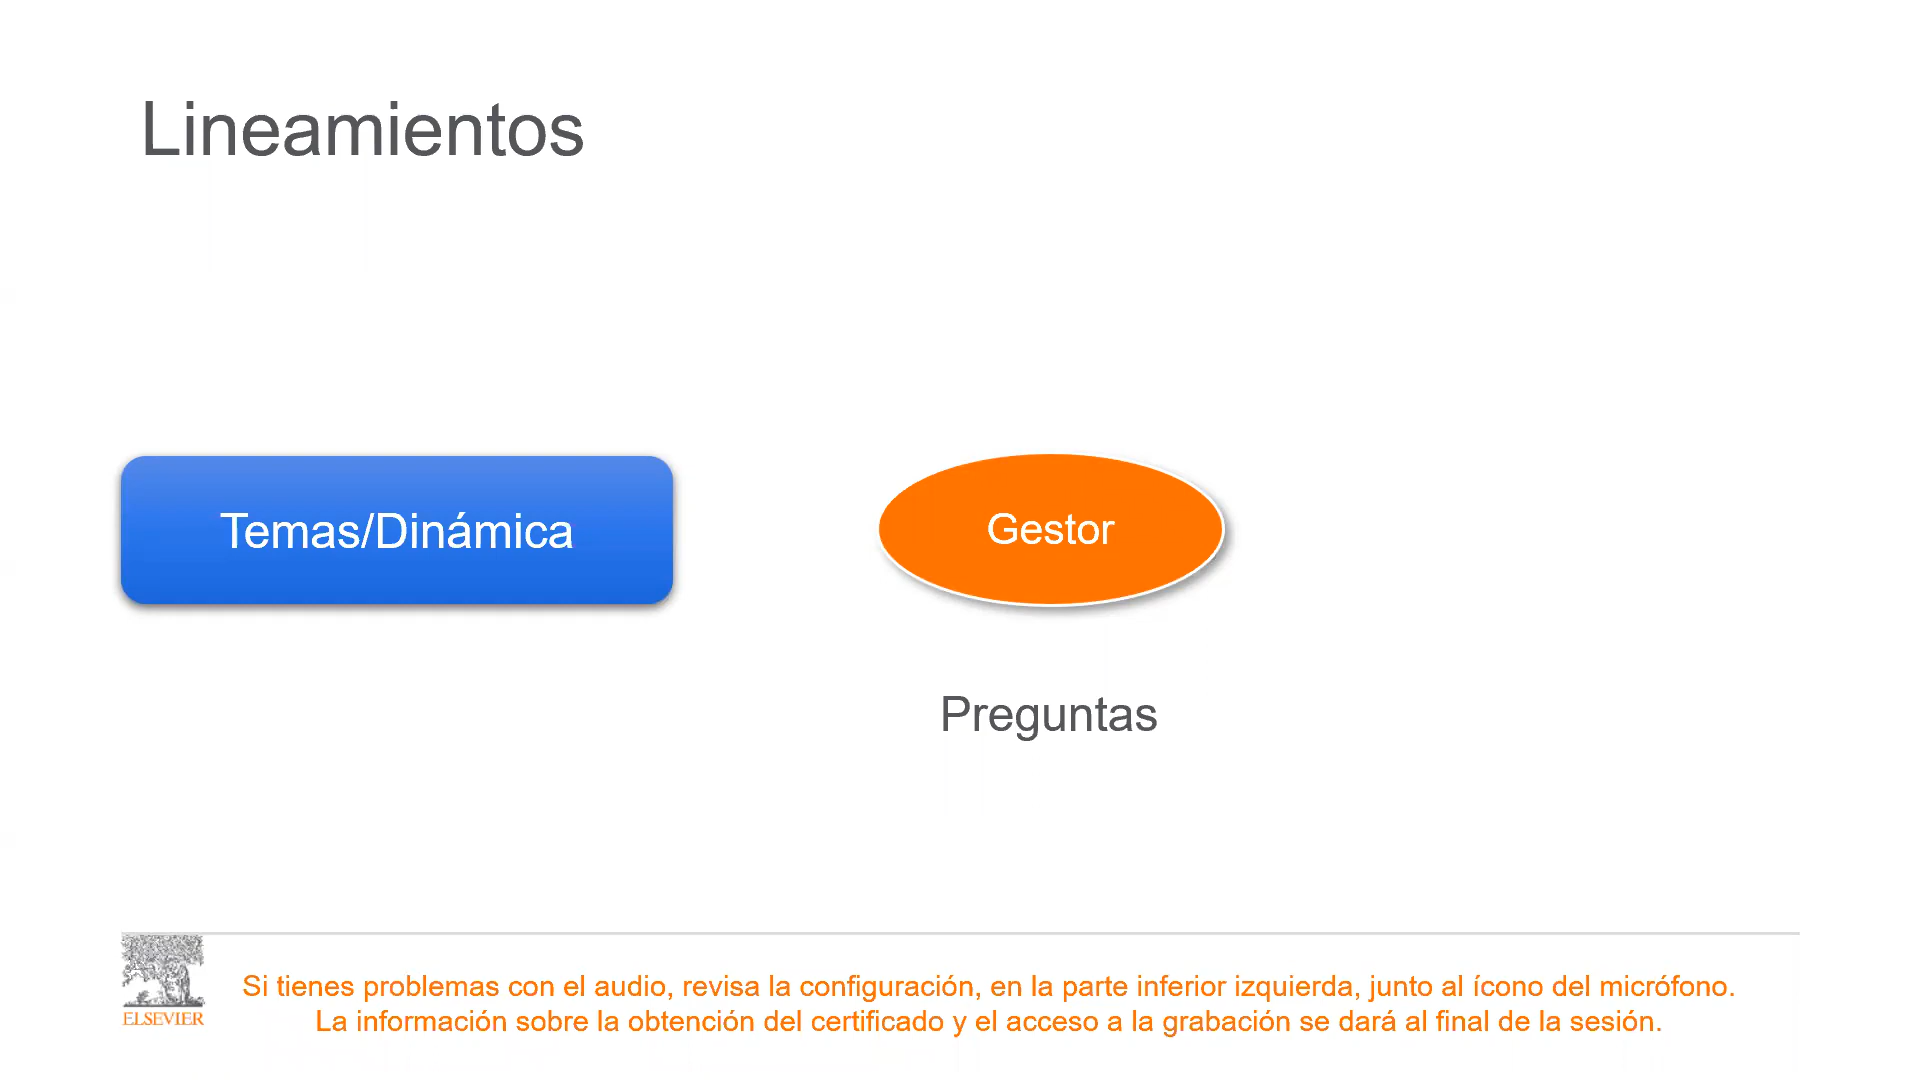 Lineamientos
Temas/Dinámica
Gestor
Preguntas
ELSEVIER
Si tienes problemas con el audio, revisa la configuración, en la parte inferior izquierda, junto al ícono del micrófono.
La información sobre la obtención del certificado y el acceso a la grabación se dará al final de la sesión.